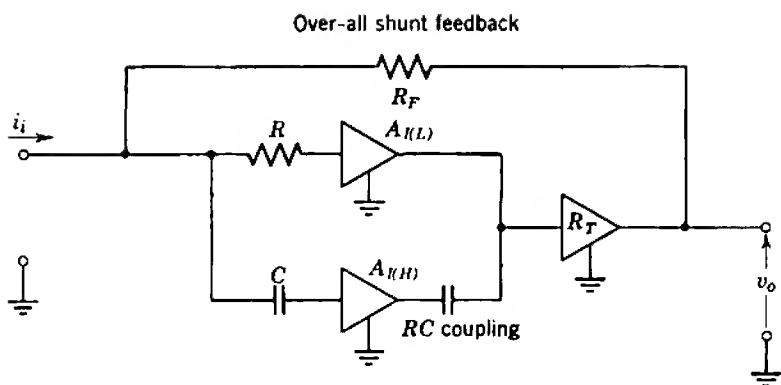 Over-all shunt feedback
R_F
i_i
R
A_I(L)
R_T
C
A_I(H)
RC coupling
v_o